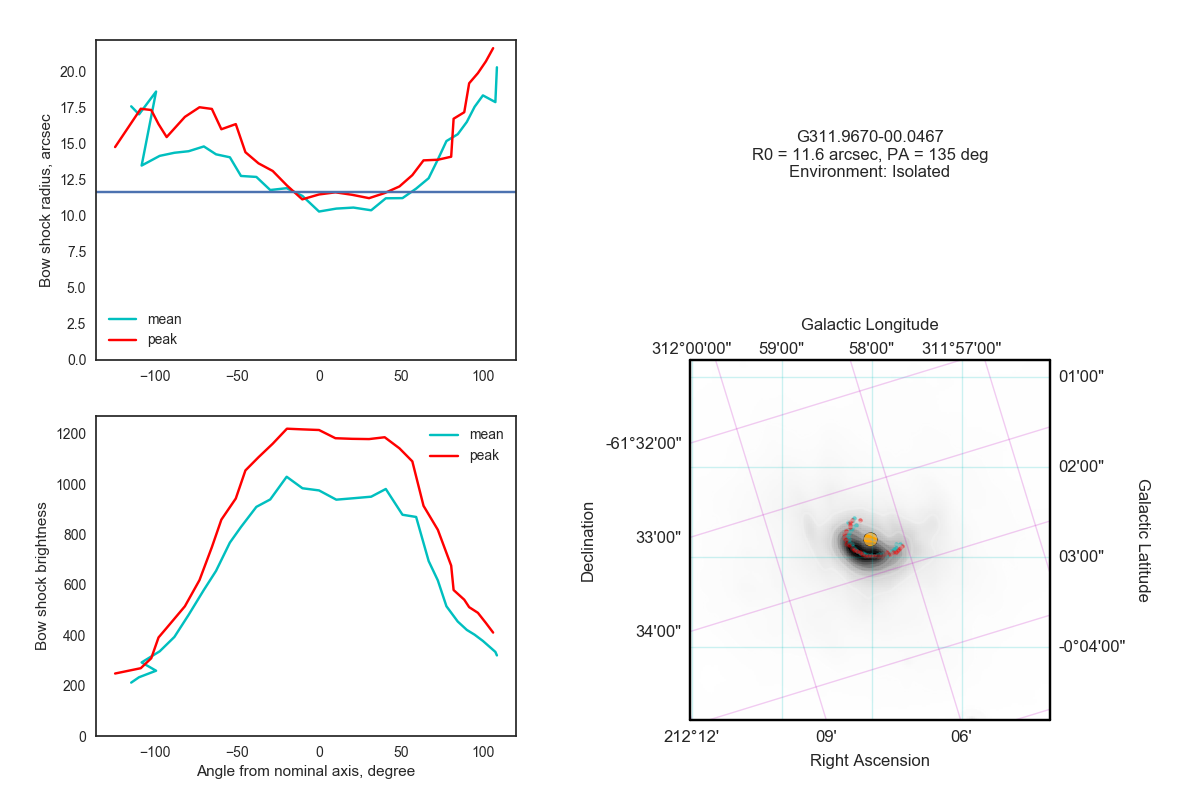 20.0
17.5
15.0
12.5
10.0
7.5
5.0
2.5
0.0
Bow shock radius, arcsec
mean
peak
−100
−50
0
50
100
G311.9670-00.0467
R0 = 11.6 arcsec, PA = 135 deg
Environment: Isolated
1200
1000
800
600
400
200
0
Bow shock brightness
mean
peak
−100
−50
0
50
100
Angle from nominal axis, degree
Galactic Longitude
312°00'00"
59'00"
58'00"
311°57'00"
01'00"
02'00"
03'00"
-0°04'00"
Galactic Latitude
-61°32'00"
33'00"
34'00"
Declination
212°12'
09'
06'
Right Ascension